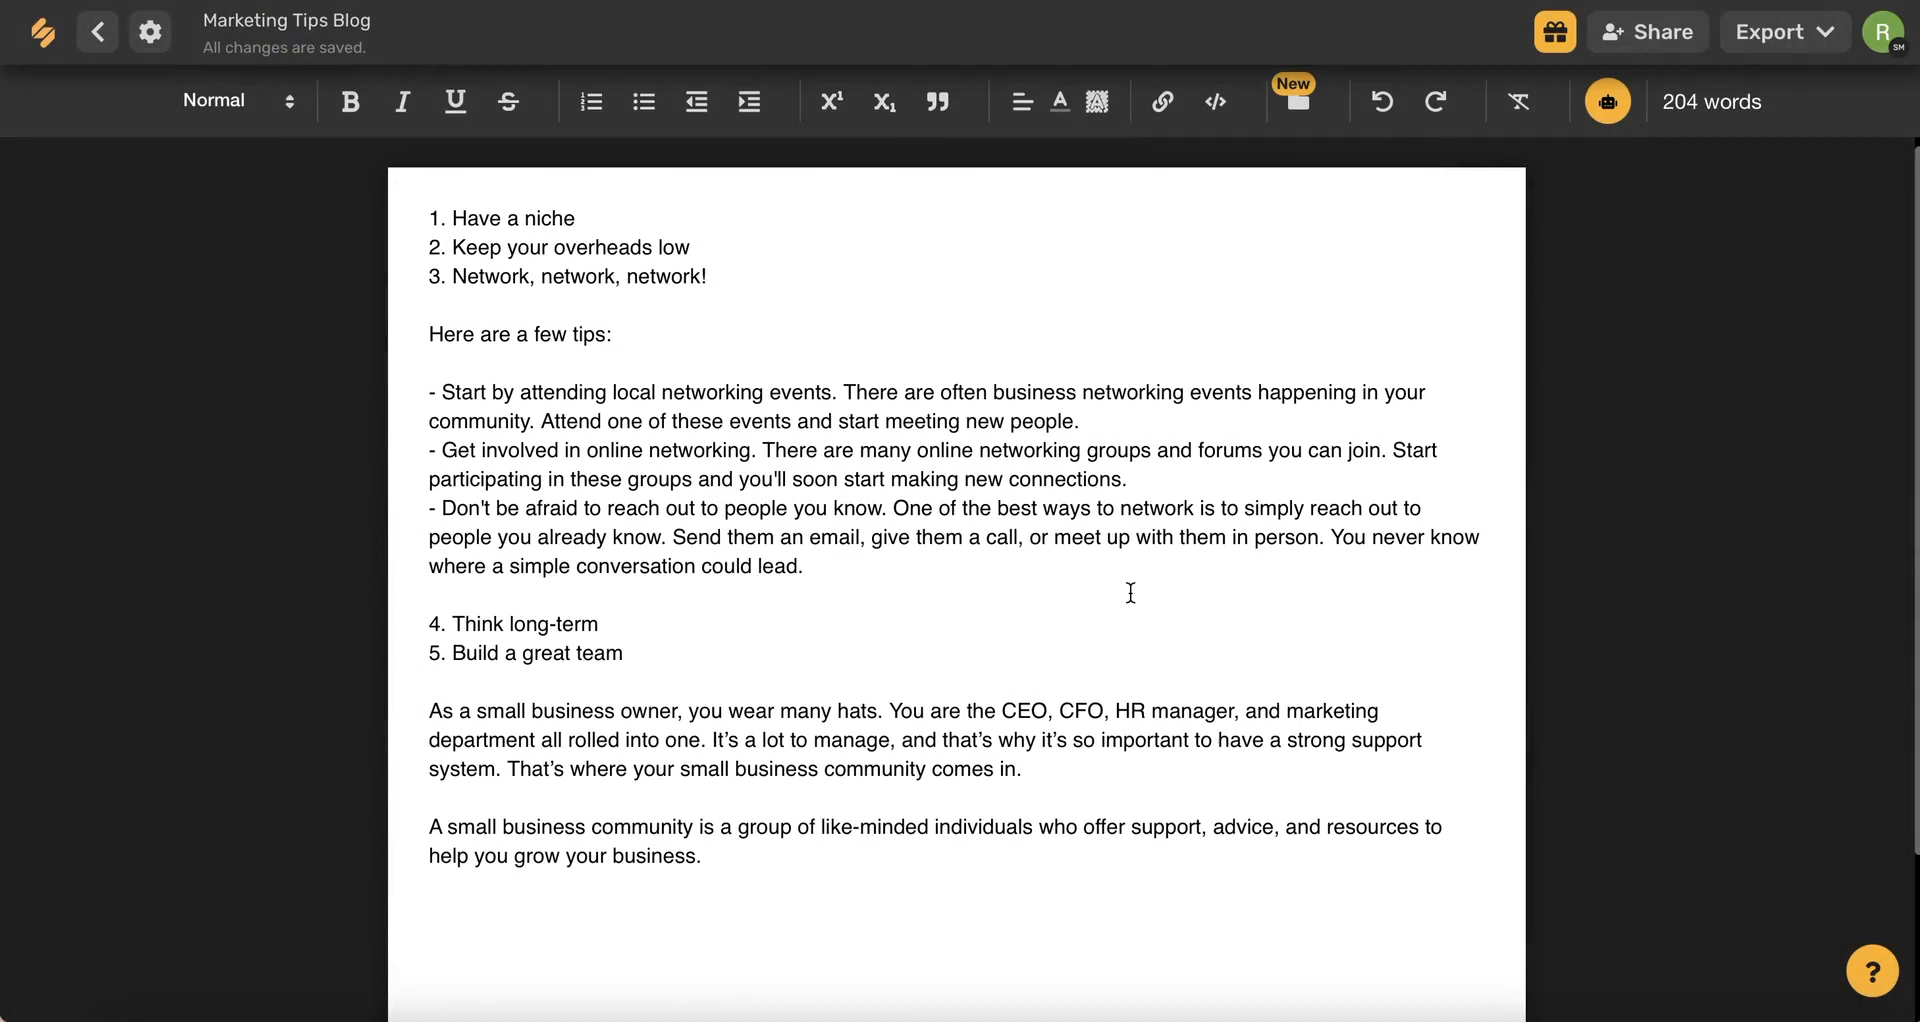 Marketing Tips Blog
All changes are saved.
Share
Export
R
SM
Normal
B
I
U
S
X¹
X₁
A
A
New
204 words
1. Have a niche
2. Keep your overheads low
3. Network, network, network!
Here are a few tips:
- Start by attending local networking events. There are often business networking events happening in your
community. Attend one of these events and start meeting new people.
- Get involved in online networking. There are many online networking groups and forums you can join. Start
participating in these groups and you'll soon start making new connections.
- Don't be afraid to reach out to people you know. One of the best ways to network is to simply reach out to
people you already know. Send them an email, give them a call, or meet up with them in person. You never know
where a simple conversation could lead.
4. Think long-term
5. Build a great team
As a small business owner, you wear many hats. You are the CEO, CFO, HR manager, and marketing
department all rolled into one. It’s a lot to manage, and that’s why it’s so important to have a strong support
system. That’s where your small business community comes in.
A small business community is a group of like-minded individuals who offer support, advice, and resources to
help you grow your business.
?